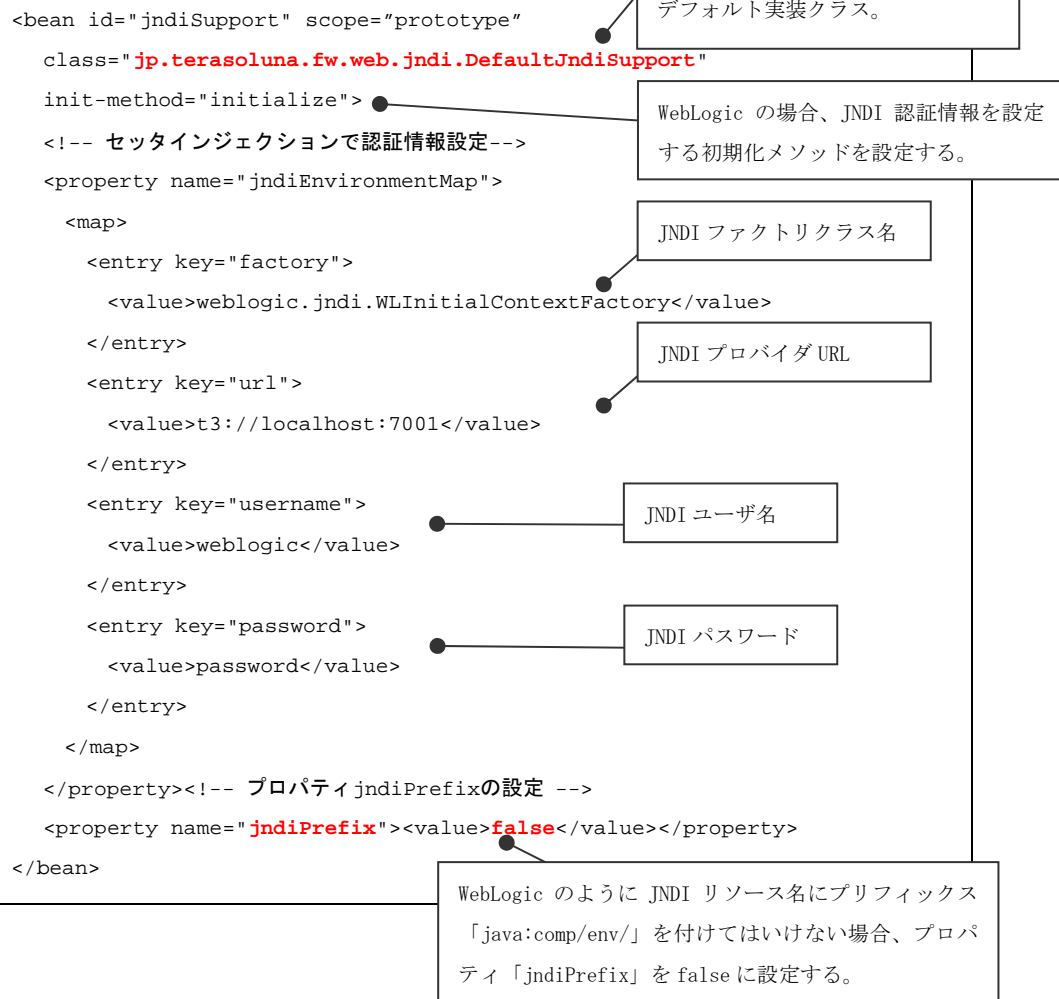 デフォルト実装クラス。
<bean id="jndiSupport" scope=”prototype”
class="jp.terasoluna.fw.web.jndi.DefaultJndiSupport"
init-method="initialize">
WebLogic の場合、JNDI 認証情報を設定
する初期化メソッドを設定する。
<!-- セッタインジェクションで認証情報設定-->
<property name="jndiEnvironmentMap">
<map>
JNDI ファクトリクラス名
<entry key="factory">
<value>weblogic.jndi.WLInitialContextFactory</value>
</entry>
JNDI プロバイダ URL
<entry key="url">
<value>t3://localhost:7001</value>
</entry>
<entry key="username">
JNDI ユーザ名
<value>weblogic</value>
</entry>
<entry key="password">
JNDI パスワード
<value>password</value>
</entry>
</map>
</property><!-- プロパティjndiPrefixの設定 -->
<property name="jndiPrefix"><value>false</value></property>
</bean>
WebLogic のように JNDI リソース名にプリフィックス
「java:comp/env/」を付けてはいけない場合、プロパ
ティ「jndiPrefix」を false に設定する。